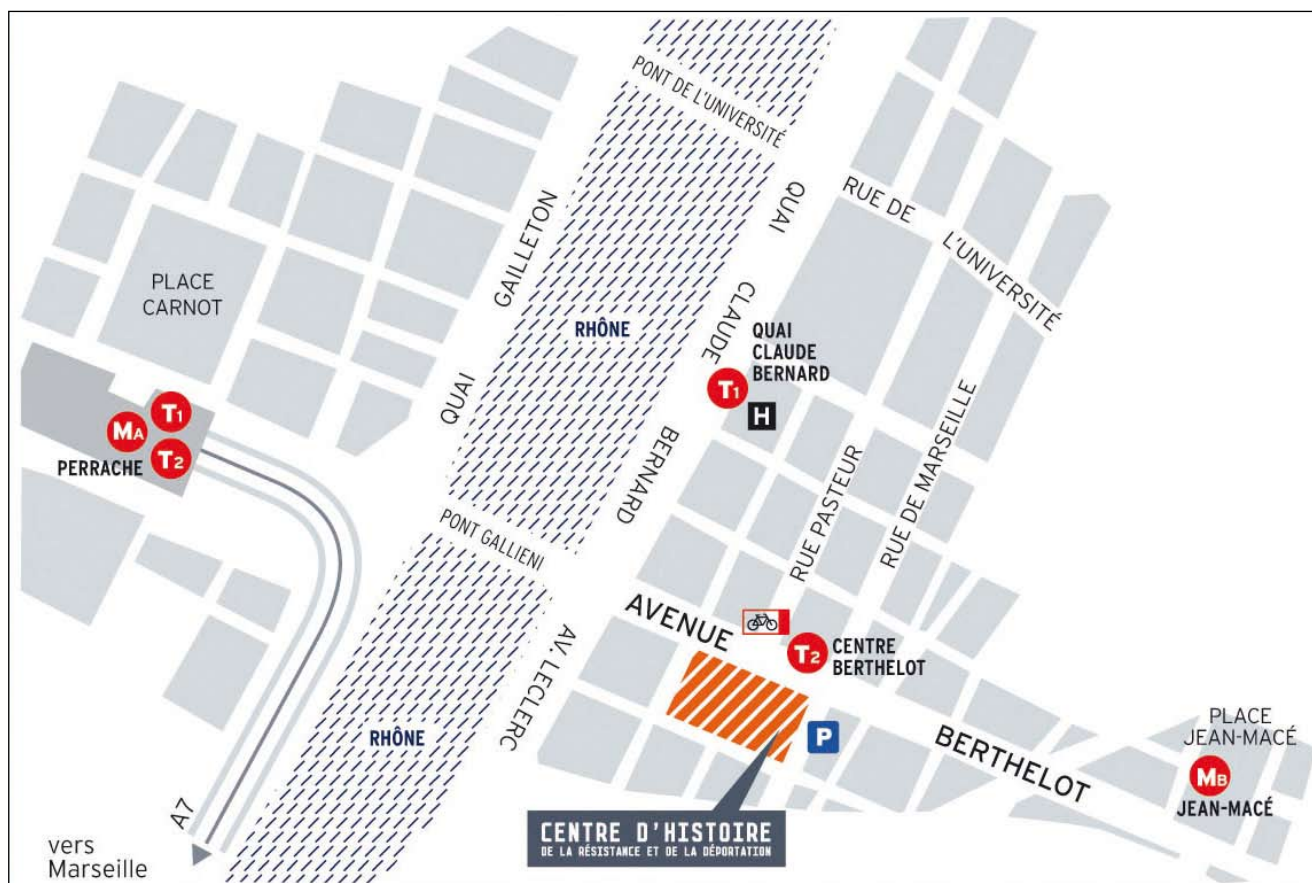 PONT DE L'UNIVERSITÉ
QUAI
GAILLETON
QUAI
CLAUDE
BERNARD
RUE DE
L'UNIVERSITÉ
PLACE
CARNOT
RHÔNE
QUAI
CLAUDE
BERNARD
T1
H
T1
MA
T2
PERRACHE
RUE PASTEUR
RUE DE MARSEILLE
PONT GALLIENI
AVENUE
BERTHELOT
T2
CENTRE
BERTHELOT
AV. LECLERC
RHÔNE
P
PLACE
JEAN-MACÉ
MB
JEAN-MACÉ
A7
vers
Marseille
CENTRE D'HISTOIRE
DE LA RÉSISTANCE ET DE LA DÉPORTATION